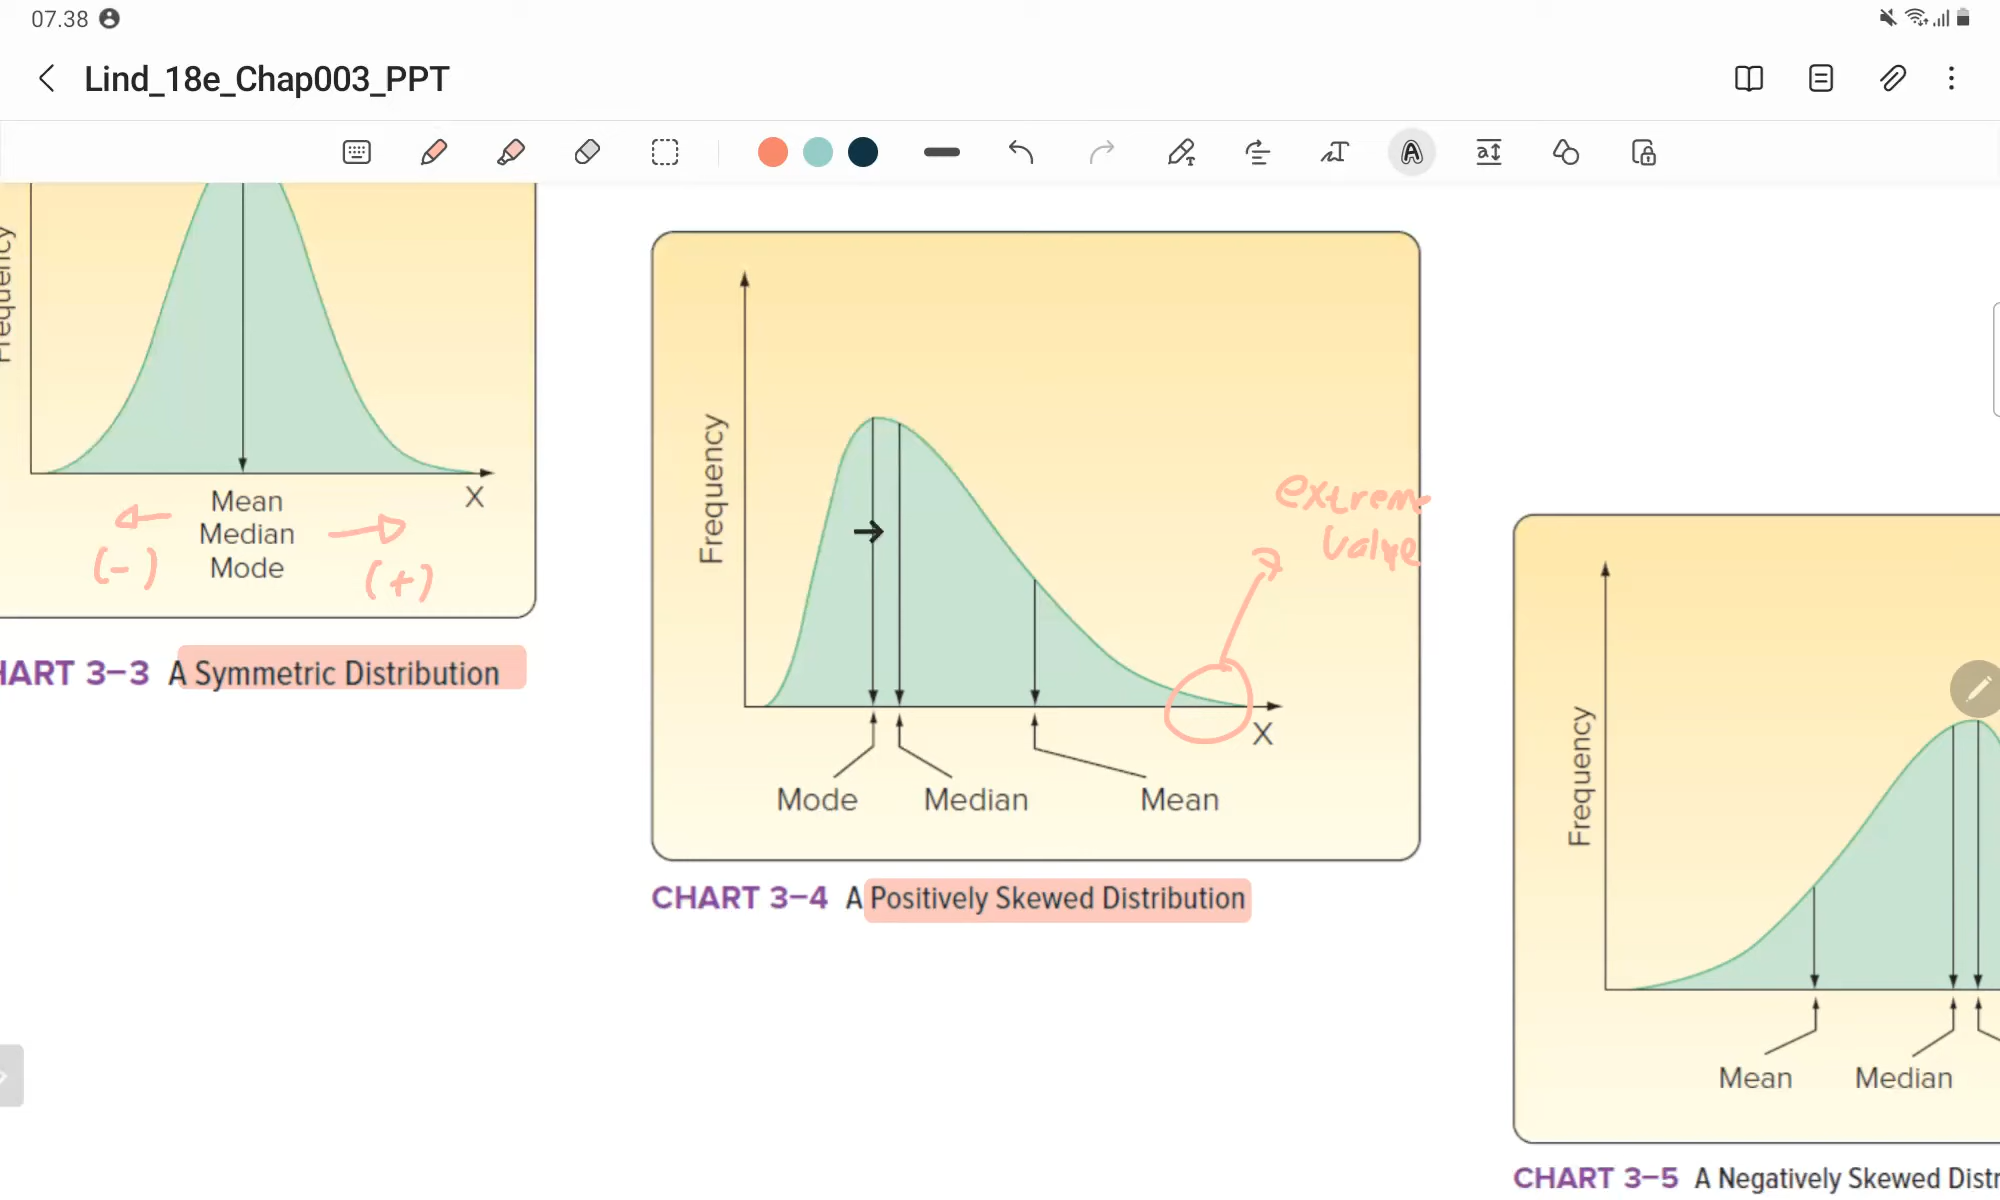 07.38
Lind_18e_Chap003_PPT
Frequency
Mean
Median
Mode
X
(-)
(+)
HART 3–3 A Symmetric Distribution
Frequency
extreme
value
X
Mode Median Mean
CHART 3–4 A Positively Skewed Distribution
Frequency
Mean Median
CHART 3–5 A Negatively Skewed Distr